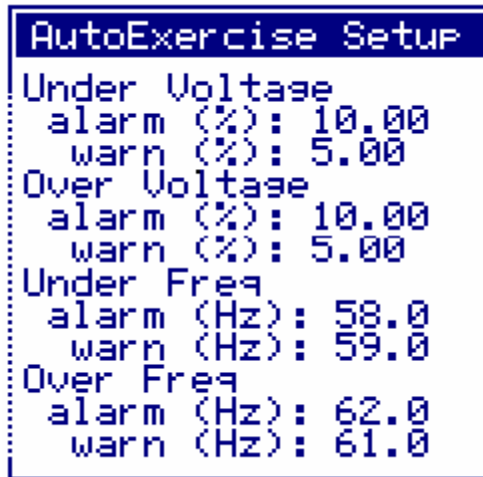 AutoExercise Setup
Under Voltage
alarm (%): 10.00
warn (%): 5.00
Over Voltage
alarm (%): 10.00
warn (%): 5.00
Under Freq
alarm (Hz): 58.0
warn (Hz): 59.0
Over Freq
alarm (Hz): 62.0
warn (Hz): 61.0